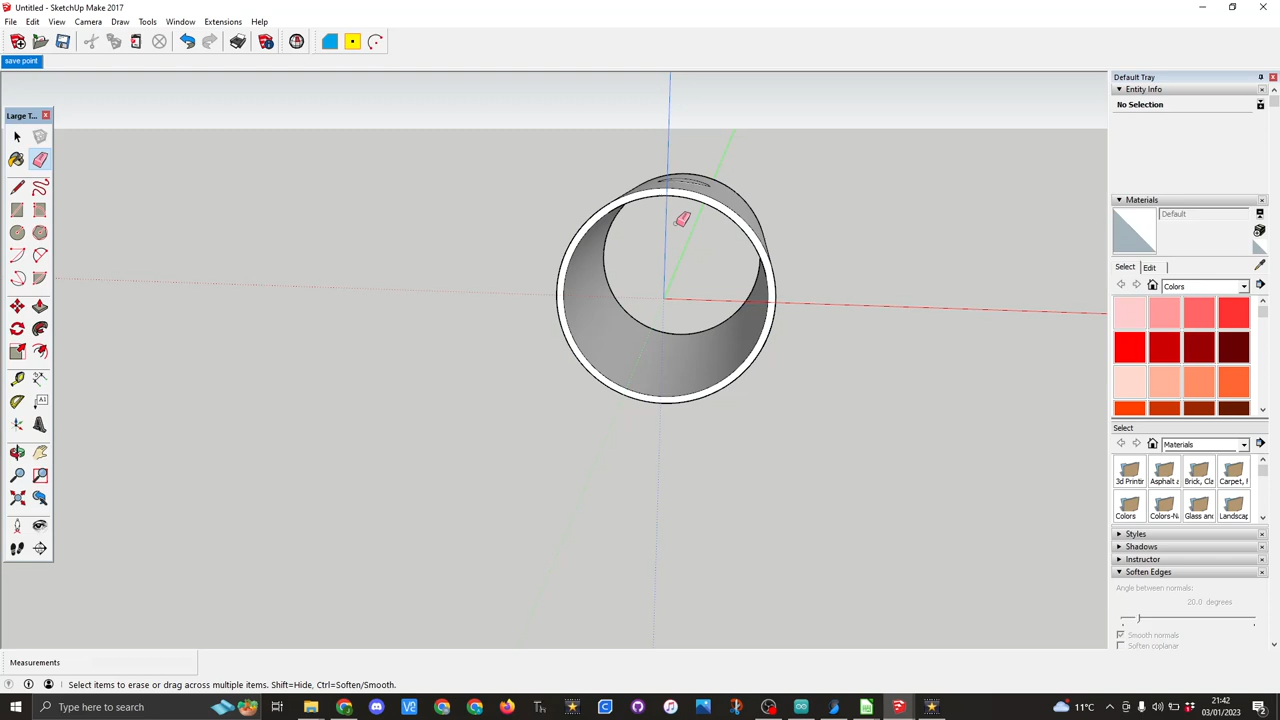 Untitled - SketchUp Make 2017
File Edit View Camera Draw Tools Window Extensions Help
save point
Large T...
A1
Default Tray
Entity Info
No Selection
Materials
Default
Select Edit
Colors
Select
Materials
3d Printin Asphalt a Brick, Cla Carpet, F
Colors Colors-Na Glass and Landscap
Styles
Shadows
Instructor
Soften Edges
Angle between normals:
20.0 degrees
Smooth normals
Soften coplanar
Measurements
Select items to erase or drag across multiple items. Shift=Hide, Ctrl=Soften/Smooth.
Type here to search
11°C
21:42
03/01/2023